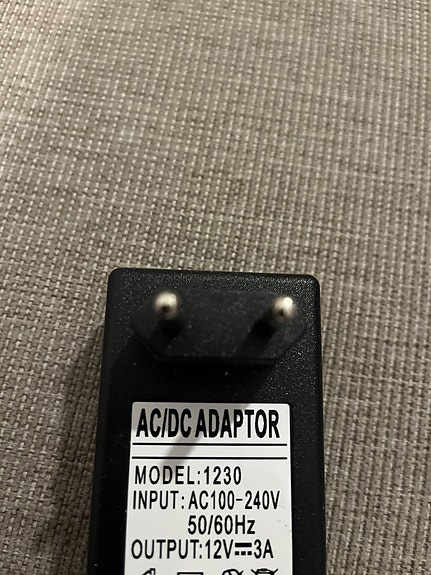 AC/DC ADAPTOR
MODEL:1230
INPUT:AC100-240V
50/60Hz
OUTPUT:12V⎓3A